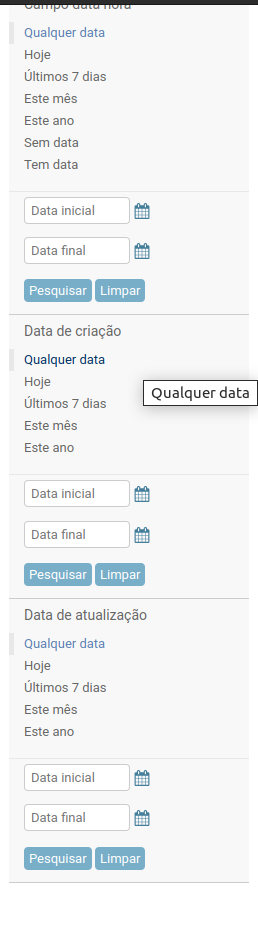 Campo data hora
Qualquer data
Hoje
Últimos 7 dias
Este mês
Este ano
Sem data
Tem data
Data inicial
Data final
Pesquisar Limpar
Data de criação
Qualquer data
Hoje
Qualquer data
Últimos 7 dias
Este mês
Este ano
Data inicial
Data final
Pesquisar Limpar
Data de atualização
Qualquer data
Hoje
Últimos 7 dias
Este mês
Este ano
Data inicial
Data final
Pesquisar Limpar